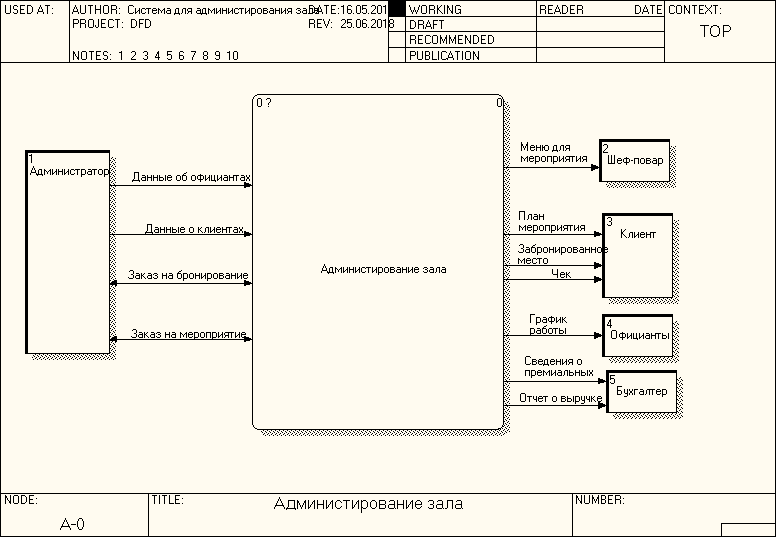 USED AT:
AUTHOR: Система для администрирования зала
DATE: 16.05.201
WORKING
READER
DATE
CONTEXT:
PROJECT: DFD
REV: 25.06.2018
DRAFT
TOP
RECOMMENDED
NOTES: 1 2 3 4 5 6 7 8 9 10
PUBLICATION
0 ?
0
1
Администратор
Данные об официантах
Данные о клиентах
Заказ на бронирование
Заказ на мероприятие
Администирование зала
Меню для
мероприятия
2
Шеф-повар
План
мероприятия
3
Клиент
Забронированное
место
Чек
График
работы
4
Официанты
Сведения о
премиальных
5
Бухгалтер
Отчет о выручке
NODE:
TITLE:
NUMBER:
A-0
Администирование зала